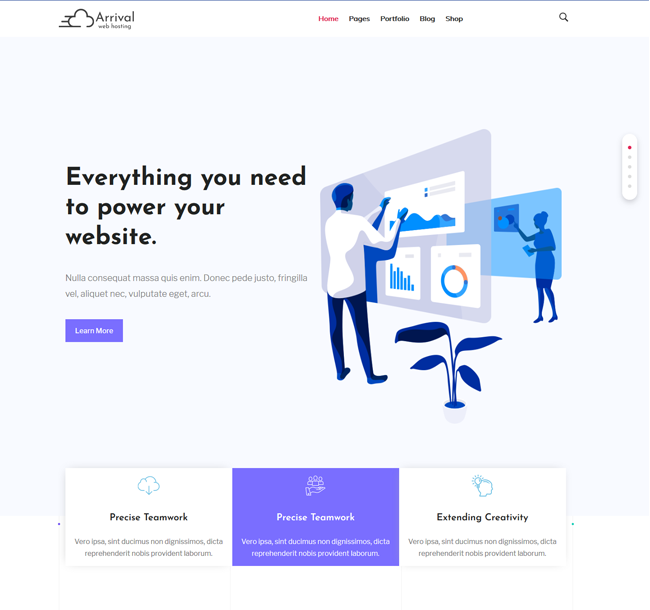 Arrival
web hosting
Home Pages Portfolio Blog Shop
Everything you need
to power your
website.
Nulla consequat massa quis enim. Donec pede justo, fringilla
vel, aliquet nec, vulputate eget, arcu.
Learn More
Precise Teamwork
Vero ipsa, sint ducimus non dignissimos, dicta
reprehenderit nobis provident laborum.
Precise Teamwork
Vero ipsa, sint ducimus non dignissimos, dicta
reprehenderit nobis provident laborum.
Extending Creativity
Vero ipsa, sint ducimus non dignissimos, dicta
reprehenderit nobis provident laborum.